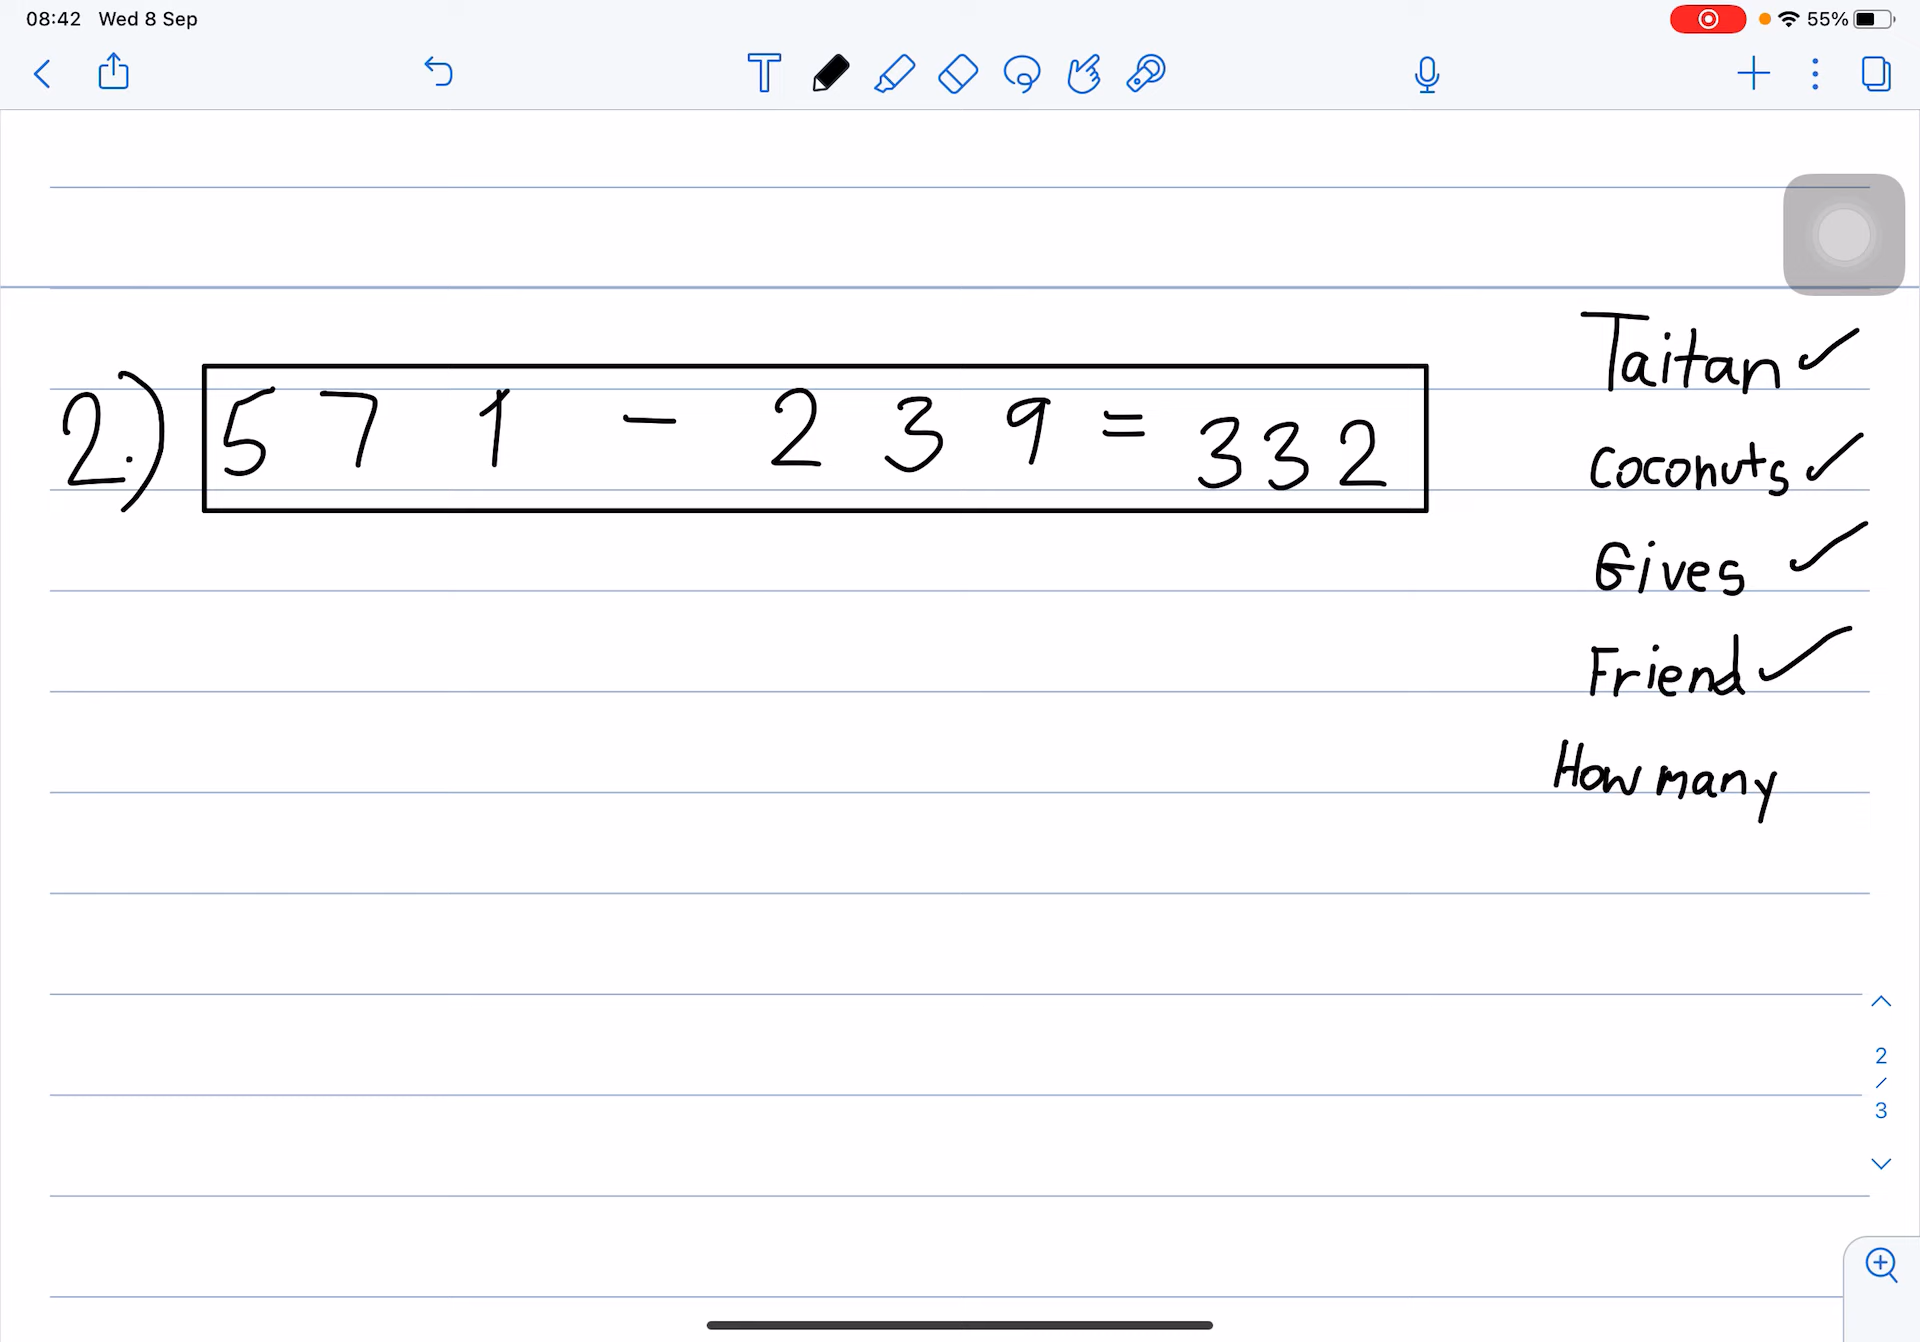 08:42 Wed 8 Sep
55%
T
2.) 571 - 239 = 332
Taitan ✓
Coconuts ✓
Gives ✓
Friend ✓
How many
2
/
3